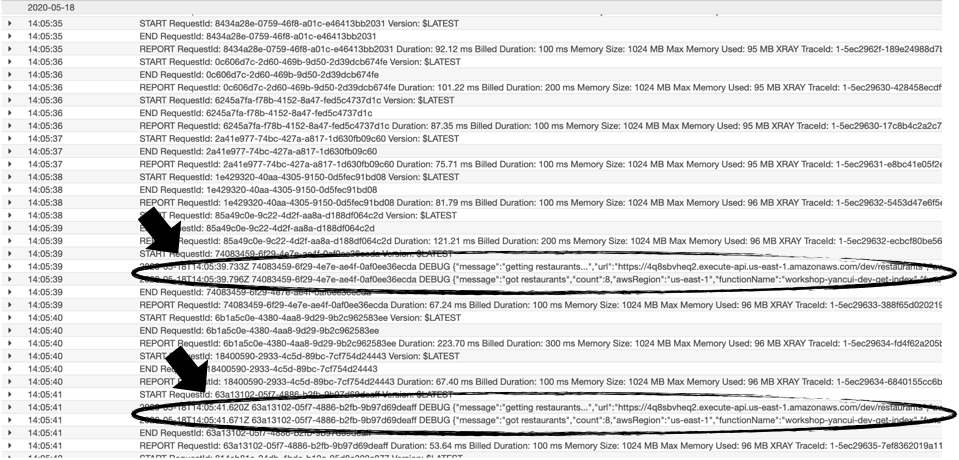 2020-05-18
14:05:35 START RequestId: 8434a28e-0759-46f8-a01c-e46413bb2031 Version: $LATEST
14:05:35 END RequestId: 8434a28e-0759-46f8-a01c-e46413bb2031
14:05:35 REPORT RequestId: 8434a28e-0759-46f8-a01c-e46413bb2031 Duration: 92.12 ms Billed Duration: 100 ms Memory Size: 1024 MB Max Memory Used: 95 MB XRAY TraceId: 1-5ec2962f-189e24988d7b
14:05:36 START RequestId: 0c606d7c-2d60-469b-9d50-2d39dcb674fe Version: $LATEST
14:05:36 END RequestId: 0c606d7c-2d60-469b-9d50-2d39dcb674fe
14:05:36 REPORT RequestId: 0c606d7c-2d60-469b-9d50-2d39dcb674fe Duration: 101.22 ms Billed Duration: 200 ms Memory Size: 1024 MB Max Memory Used: 95 MB XRAY TraceId: 1-5ec29630-428458ecdf
14:05:36 START RequestId: 6245a7fa-f78b-4152-8a47-fed5c4737d1c Version: $LATEST
14:05:36 END RequestId: 6245a7fa-f78b-4152-8a47-fed5c4737d1c
14:05:36 REPORT RequestId: 6245a7fa-f78b-4152-8a47-fed5c4737d1c Duration: 87.35 ms Billed Duration: 100 ms Memory Size: 1024 MB Max Memory Used: 95 MB XRAY TraceId: 1-5ec29630-17c8b4c2a2c7
14:05:37 START RequestId: 2a41e977-74bc-427a-a817-1d630fb09c60 Version: $LATEST
14:05:37 END RequestId: 2a41e977-74bc-427a-a817-1d630fb09c60
14:05:37 REPORT RequestId: 2a41e977-74bc-427a-a817-1d630fb09c60 Duration: 75.71 ms Billed Duration: 100 ms Memory Size: 1024 MB Max Memory Used: 95 MB XRAY TraceId: 1-5ec29631-e8bc41e05f2e
14:05:38 START RequestId: 1e429320-40aa-4305-9150-0d5fec91bd08 Version: $LATEST
14:05:38 END RequestId: 1e429320-40aa-4305-9150-0d5fec91bd08
14:05:38 REPORT RequestId: 1e429320-40aa-4305-9150-0d5fec91bd08 Duration: 81.79 ms Billed Duration: 100 ms Memory Size: 1024 MB Max Memory Used: 95 MB XRAY TraceId: 1-5ec29632-5453d47e6f5e
14:05:38 RequestId: 85a49c0e-9c22-4d2f-aa8a-d188df064c2d Version: $LATEST
14:05:39 RequestId: 85a49c0e-9c22-4d2f-aa8a-d188df064c2d
14:05:39 RequestId: 85a49c0e-9c22-4d2f-aa8a-d188df064c2d Duration: 121.21 ms Billed Duration: 200 ms Memory Size: 1024 MB Max Memory Used: 96 MB XRAY TraceId: 1-5ec29632-ecbcf80be56
14:05:39 START RequestId: 74083459-6f29-4e7e-ae4f-0af0ee36ecda Version: $LATEST
14:05:39 2020-05-18T14:05:39.733Z 74083459-6f29-4e7e-ae4f-0af0ee36ecda DEBUG {"message":"getting restaurants...","url":"https://4q8sbvheq2.execute-api.us-east-1.amazonaws.com/dev/restaurants
14:05:39 2020-05-18T14:05:39.796Z 74083459-6f29-4e7e-ae4f-0af0ee36ecda DEBUG {"message":"got restaurants","count":8,"awsRegion":"us-east-1","functionName":"workshop-yancui-dev-get-index"
14:05:39 END RequestId: 74083459-6f29-4e7e-ae4f-0af0ee36ecda
14:05:39 REPORT RequestId: 74083459-6f29-4e7e-ae4f-0af0ee36ecda Duration: 67.24 ms Billed Duration: 100 ms Memory Size: 1024 MB Max Memory Used: 96 MB XRAY TraceId: 1-5ec29633-388f65d020219
14:05:40 START RequestId: 6b1a5c0e-4380-4aa8-9d29-9b2c962583ee Version: $LATEST
14:05:40 END RequestId: 6b1a5c0e-4380-4aa8-9d29-9b2c962583ee
14:05:40 REPORT RequestId: 6b1a5c0e-4380-4aa8-9d29-9b2c962583ee Duration: 223.70 ms Billed Duration: 300 ms Memory Size: 1024 MB Max Memory Used: 96 MB XRAY TraceId: 1-5ec29634-fd4f62a205b
14:05:40 START RequestId: 18400590-2933-4c5d-89bc-7cf754d24443 Version: $LATEST
14:05:40 RequestId: 18400590-2933-4c5d-89bc-7cf754d24443
14:05:40 REPORT RequestId: 18400590-2933-4c5d-89bc-7cf754d24443 Duration: 67.40 ms Billed Duration: 100 ms Memory Size: 1024 MB Max Memory Used: 96 MB XRAY TraceId: 1-5ec29634-6840155cc6b
14:05:41 START RequestId: 63a13102-05f7-4886-b2fb-9b97d69deaff Version: $LATEST
14:05:41 2020-05-18T14:05:41.620Z 63a13102-05f7-4886-b2fb-9b97d69deaff DEBUG {"message":"getting restaurants...","url":"https://4q8sbvheq2.execute-api.us-east-1.amazonaws.com/dev/restaurants
14:05:41 2020-05-18T14:05:41.671Z 63a13102-05f7-4886-b2fb-9b97d69deaff DEBUG {"message":"got restaurants","count":8,"awsRegion":"us-east-1","functionName":"workshop-yancui-dev-get-index"
14:05:41 END RequestId: 63a13102-05f7-4886-b2fb-9b97d69deaff
14:05:41 REPORT RequestId: 63a13102-05f7-4886-b2fb-9b97d69deaff Duration: 53.64 ms Billed Duration: 100 ms Memory Size: 1024 MB Max Memory Used: 96 MB XRAY TraceId: 1-5ec29635-7ef8362019a11